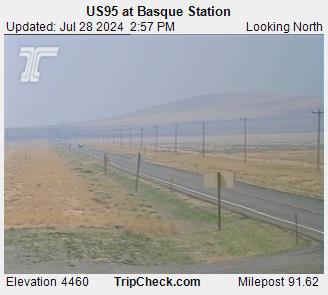 US95 at Basque Station
Updated: Jul 28 2024 2:57 PM Looking North
Elevation 4460 TripCheck.com Milepost 91.62